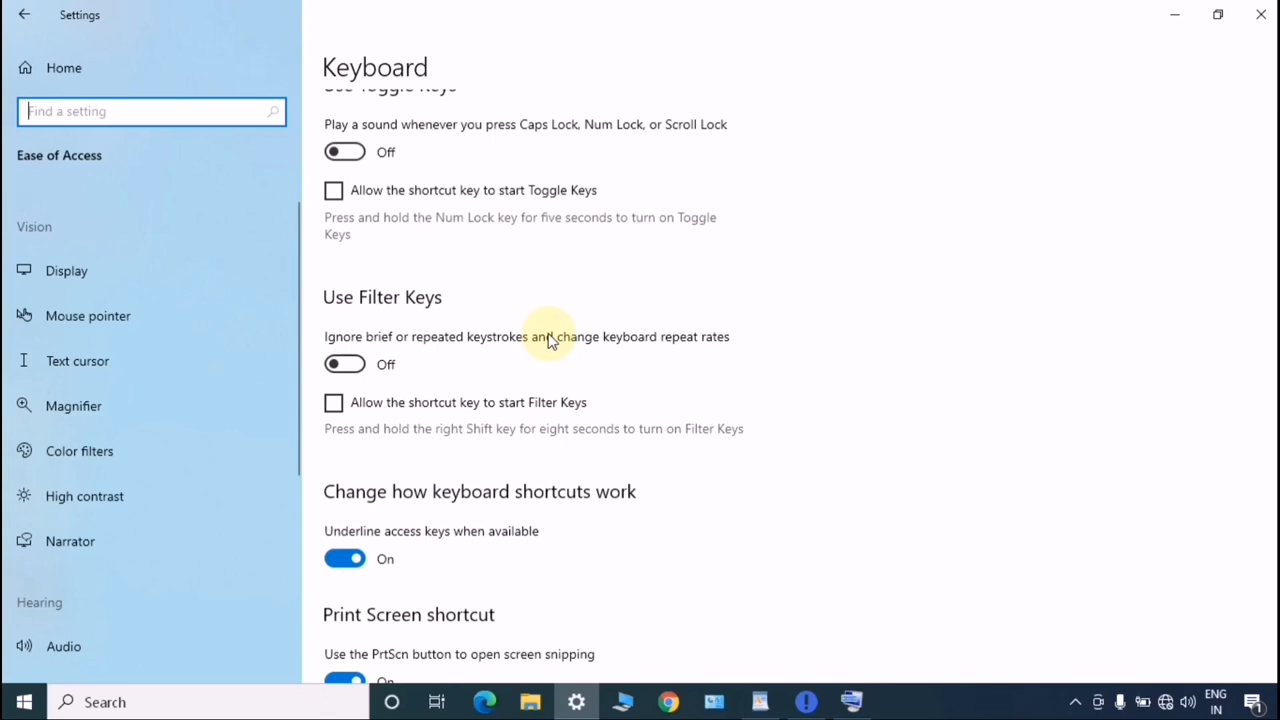 Settings
Home
Find a setting
Ease of Access
Vision
Display
Mouse pointer
Text cursor
Magnifier
Color filters
High contrast
Narrator
Hearing
Audio
Keyboard
Use Toggle Keys
Play a sound whenever you press Caps Lock, Num Lock, or Scroll Lock
Off
Allow the shortcut key to start Toggle Keys
Press and hold the Num Lock key for five seconds to turn on Toggle
Keys
Use Filter Keys
Ignore brief or repeated keystrokes and change keyboard repeat rates
Off
Allow the shortcut key to start Filter Keys
Press and hold the right Shift key for eight seconds to turn on Filter Keys
Change how keyboard shortcuts work
Underline access keys when available
On
Print Screen shortcut
Use the PrtScn button to open screen snipping
On
Search
ENG
IN
1